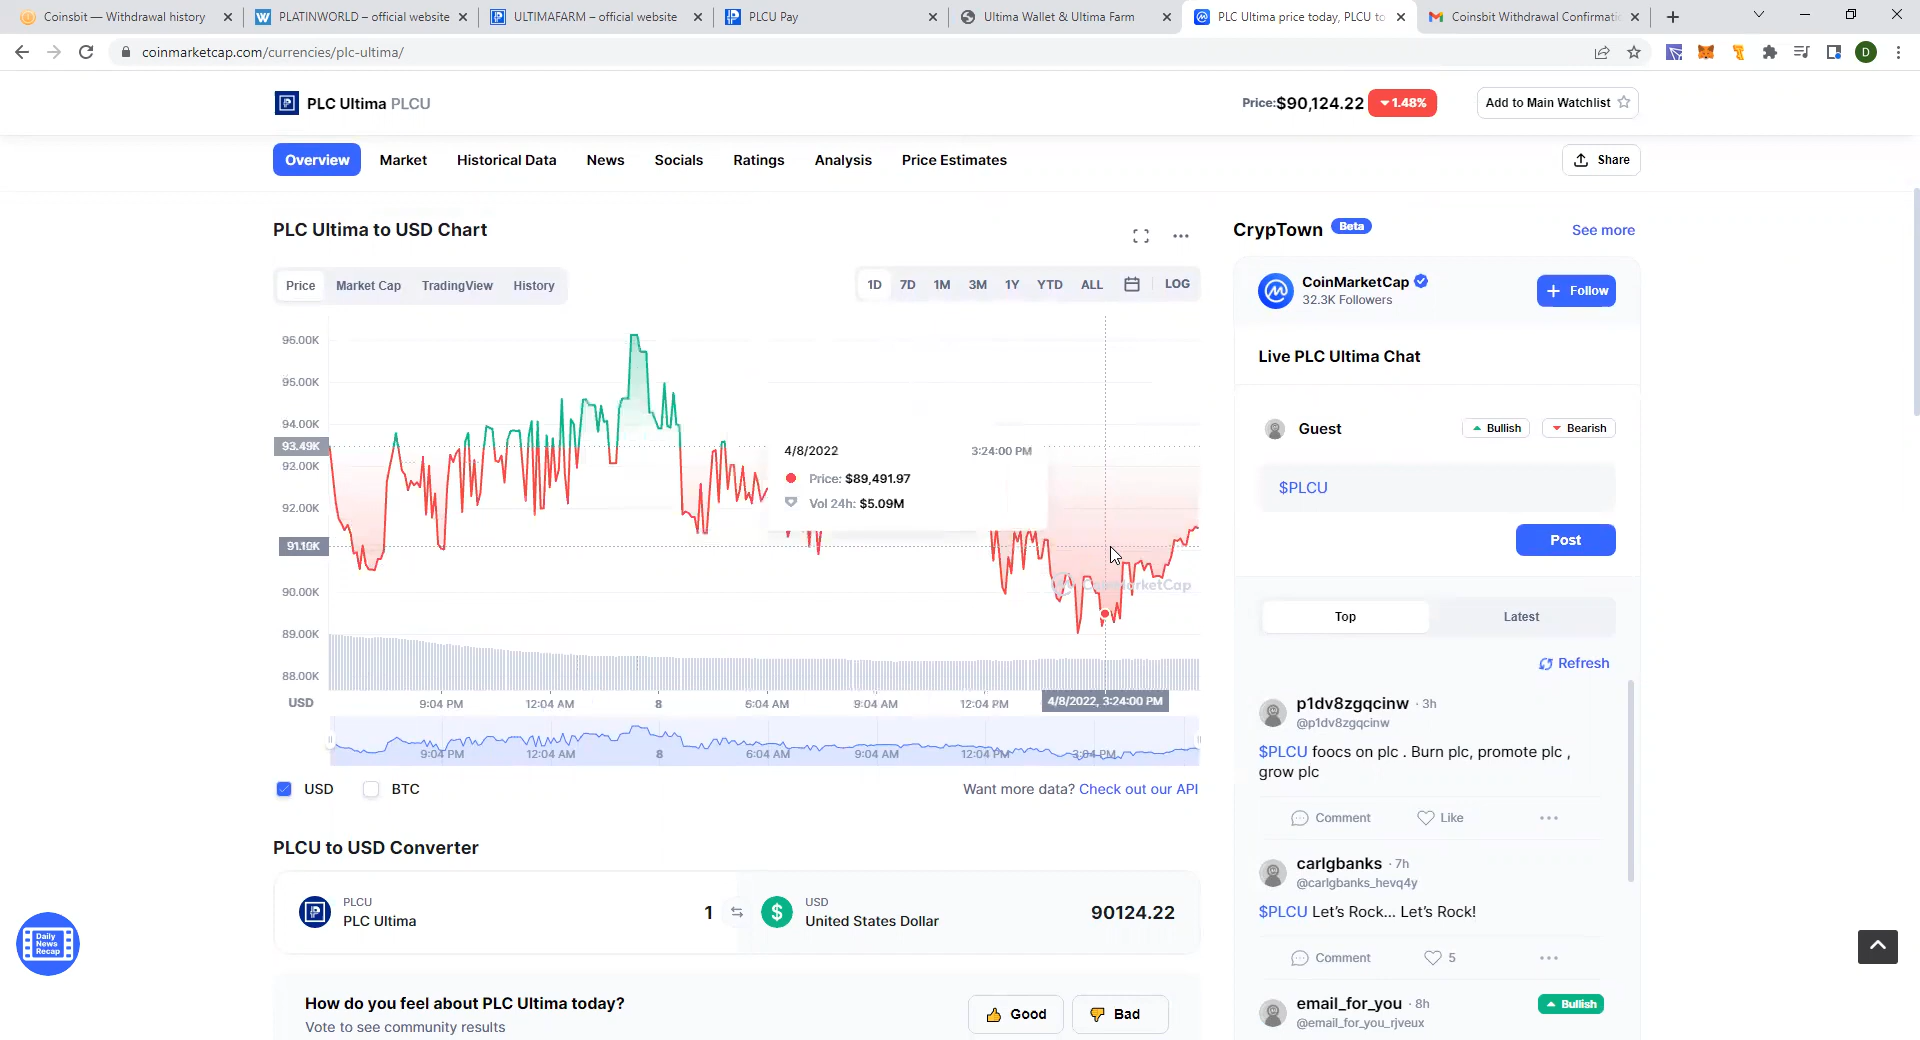 Coinsbit — Withdrawal history
PLATINWORLD – official website
ULTIMAFARM – official website
PLCU Pay
Ultima Wallet & Ultima Farm
PLC Ultima price today, PLCU to
Coinsbit Withdrawal Confirmati
coinmarketcap.com/currencies/plc-ultima/
D
PLC Ultima PLCU
Price:$90,124.22
1.48%
Add to Main Watchlist
Overview
Market
Historical Data
News
Socials
Ratings
Analysis
Price Estimates
Share
PLC Ultima to USD Chart
Price
Market Cap
TradingView
History
1D
7D
1M
3M
1Y
YTD
ALL
LOG
96.00K
95.00K
94.00K
93.49K
93.00K
92.00K
91.19K
90.00K
89.00K
88.00K
USD
4/8/2022
3:24:00 PM
Price: $89,491.97
Vol 24h: $5.09M
CoinMarketCap
9:04 PM
12:04 AM
8
6:04 AM
9:04 AM
12:04 PM
4/8/2022, 3:24:00 PM
9:04 PM
12:04 AM
8
6:04 AM
9:04 AM
12:04 PM
3:04 PM
USD
BTC
Want more data? Check out our API
PLCU to USD Converter
PLCU
PLC Ultima
1
USD
United States Dollar
90124.22
How do you feel about PLC Ultima today?
Vote to see community results
Good
Bad
Daily
News
Recap
CrypTown
Beta
See more
CoinMarketCap
32.3K Followers
Follow
Live PLC Ultima Chat
Guest
Bullish
Bearish
$PLCU
Post
Top
Latest
Refresh
p1dv8zgqcinw · 3h
@p1dv8zgqcinw
$PLCU foocs on plc . Burn plc, promote plc ,
grow plc
Comment
Like
carlgbanks · 7h
@carlgbanks_hevq4y
$PLCU Let's Rock... Let's Rock!
Comment
5
email_for_you · 8h
@email_for_you_rjveux
Bullish